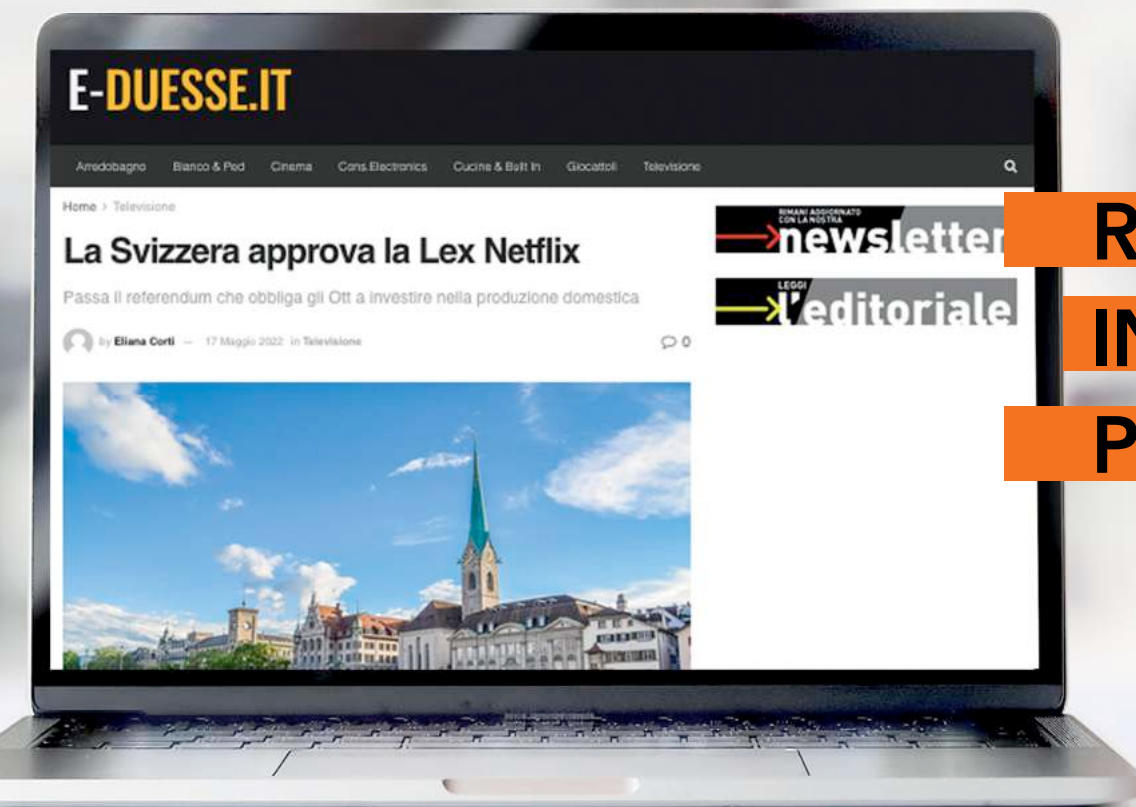 E-DUESSE.IT
Arredobagno Bianco & Ped Cinema Cons.Electronics Cucine & Built In Giocattoli Televisione
Home > Televisione
La Svizzera approva la Lex Netflix
Passa il referendum che obbliga gli Ott a investire nella produzione domestica
by Eliana Corti — 17 Maggio 2022 in Televisione
0
RIMANI AGGIORNATO
CON LA NOSTRA
newsletter
LEGGI
l'editoriale
R
IN
P